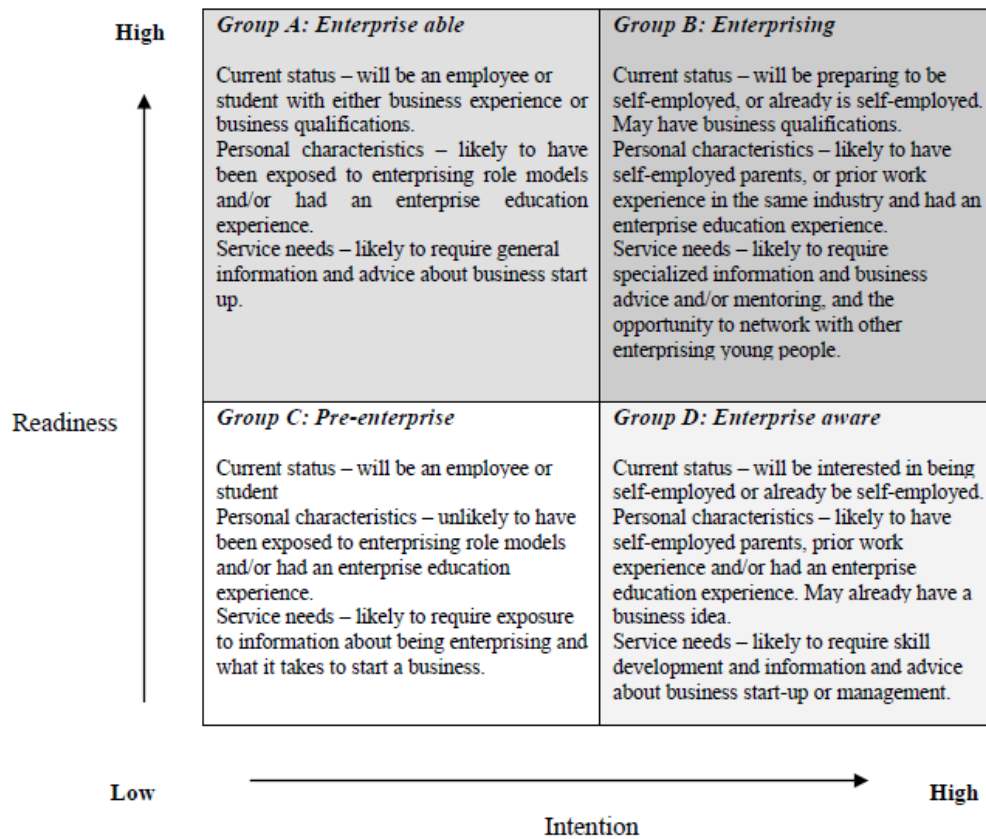 High
Readiness
Low
Group A: Enterprise able
Current status – will be an employee or
student with either business experience or
business qualifications.
Personal characteristics – likely to have
been exposed to enterprising role models
and/or had an enterprise education
experience.
Service needs – likely to require general
information and advice about business start
up.
Group B: Enterprising
Current status – will be preparing to be
self-employed, or already is self-employed.
May have business qualifications.
Personal characteristics – likely to have
self-employed parents, or prior work
experience in the same industry and had an
enterprise education experience.
Service needs – likely to require
specialized information and business
advice and/or mentoring, and the
opportunity to network with other
enterprising young people.
Group C: Pre-enterprise
Current status – will be an employee or
student
Personal characteristics – unlikely to have
been exposed to enterprising role models
and/or had an enterprise education
experience.
Service needs – likely to require exposure
to information about being enterprising and
what it takes to start a business.
Group D: Enterprise aware
Current status – will be interested in being
self-employed or already be self-employed.
Personal characteristics – likely to have
self-employed parents, prior work
experience and/or had an enterprise
education experience. May already have a
business idea.
Service needs – likely to require skill
development and information and advice
about business start-up or management.
High
Intention